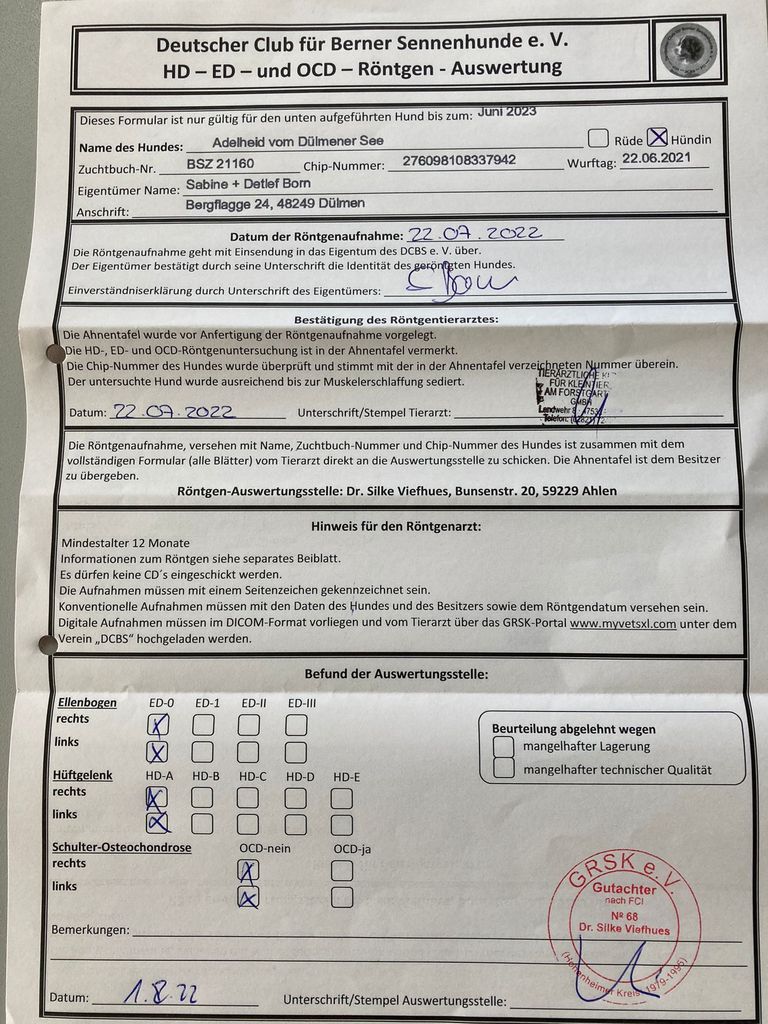 Deutscher Club für Berner Sennenhunde e. V.
HD – ED – und OCD – Röntgen - Auswertung
Dieses Formular ist nur gültig für den unten aufgeführten Hund bis zum: Juni 2023
Name des Hundes: Adelheid vom Dülmener See Rüde Hündin
Zuchtbuch-Nr. BSZ 21160 Chip-Nummer: 276098108337942 Wurftag: 22.06.2021
Eigentümer Name: Sabine + Detlef Born
Anschrift: Bergflagge 24, 48249 Dülmen
Datum der Röntgenaufnahme: 22.07.2022
Die Röntgenaufnahme geht mit Einsendung in das Eigentum des DCBS e. V. über.
Der Eigentümer bestätigt durch seine Unterschrift die Identität des geröntgten Hundes.
Einverständniserklärung durch Unterschrift des Eigentümers:
Bestätigung des Röntgentierarztes:
Die Ahnentafel wurde vor Anfertigung der Röntgenaufnahme vorgelegt.
Die HD-, ED- und OCD-Röntgenuntersuchung ist in der Ahnentafel vermerkt.
Die Chip-Nummer des Hundes wurde überprüft und stimmt mit der in der Ahnentafel verzeichneten Nummer überein.
Der untersuchte Hund wurde ausreichend bis zur Muskelerschlaffung sediert.
TIERÄRZTLICHE
FÜR KLEINTIER
AM FORSTGART
GMBH
Landwehr
Telefon:
Datum: 22.07.2022 Unterschrift/Stempel Tierarzt:
Die Röntgenaufnahme, versehen mit Name, Zuchtbuch-Nummer und Chip-Nummer des Hundes ist zusammen mit dem
vollständigen Formular (alle Blätter) vom Tierarzt direkt an die Auswertungsstelle zu schicken. Die Ahnentafel ist dem Besitzer
zu übergeben.
Röntgen-Auswertungsstelle: Dr. Silke Viefhues, Bunsenstr. 20, 59229 Ahlen
Hinweis für den Röntgenarzt:
Mindestalter 12 Monate
Informationen zum Röntgen siehe separates Beiblatt.
Es dürfen keine CD´s eingeschickt werden.
Die Aufnahmen müssen mit einem Seitenzeichen gekennzeichnet sein.
Konventionelle Aufnahmen müssen mit den Daten des Hundes und des Besitzers sowie dem Röntgendatum versehen sein.
Digitale Aufnahmen müssen im DICOM-Format vorliegen und vom Tierarzt über das GRSK-Portal www.myvetsxl.com unter dem
Verein „DCBS" hochgeladen werden.
Befund der Auswertungsstelle:
Ellenbogen ED-0 ED-1 ED-II ED-III
rechts
links
Beurteilung abgelehnt wegen
mangelhafter Lagerung
mangelhafter technischer Qualität
Hüftgelenk HD-A HD-B HD-C HD-D HD-E
rechts
links
Schulter-Osteochondrose OCD-nein OCD-ja
rechts
links
GRSK e.V.
Gutachter
nach FCI
Nº 68
Dr. Silke Viefhues
(Hohenheimer Kreis 1979-1995)
Bemerkungen:
Datum: 1.8.22 Unterschrift/Stempel Auswertungsstelle: